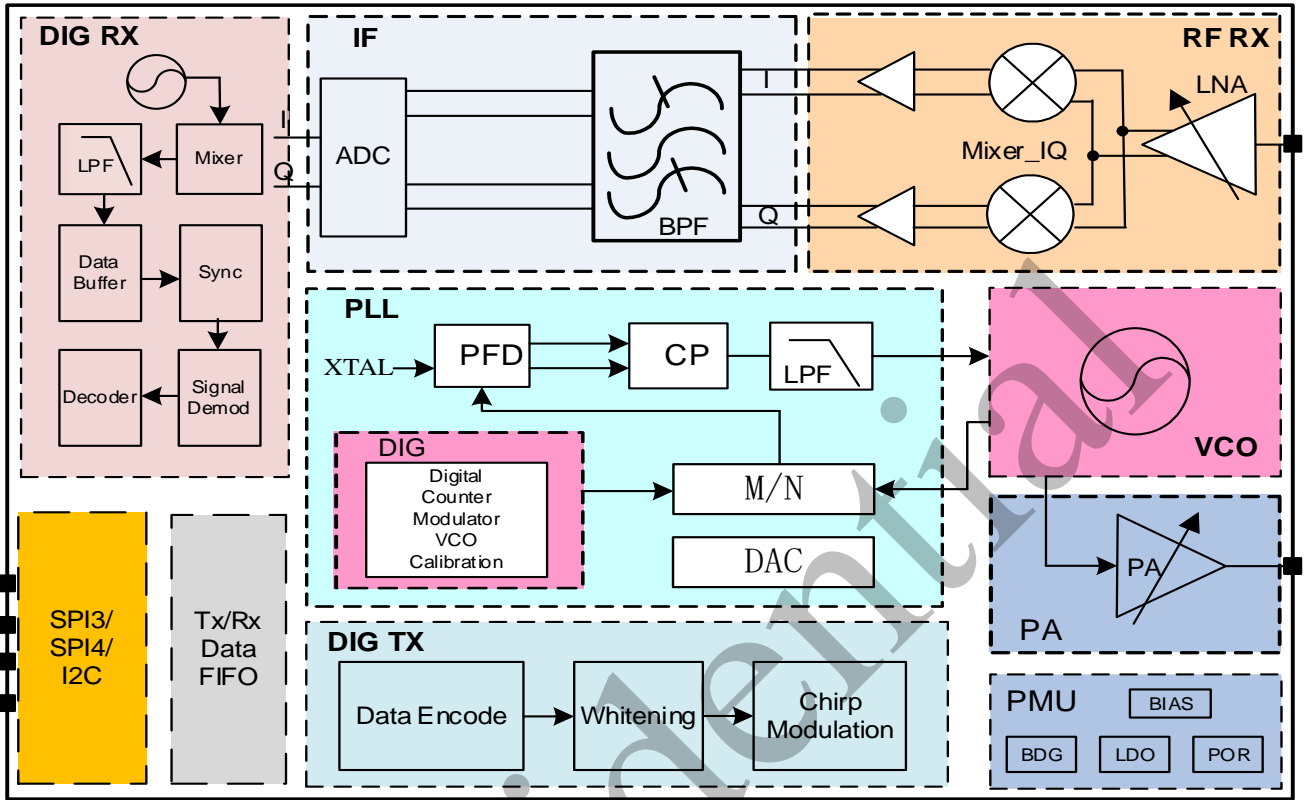 DIG RX
LPF
Mixer
I
Q
Data
Buffer
Sync
Decoder
Signal
Demod
IF
ADC
BPF
I
Q
RF RX
LNA
Mixer_IQ
PLL
XTAL
PFD
CP
LPF
DIG
Digital
Counter
Modulator
VCO
Calibration
M/N
DAC
VCO
PA
PA
SPI3/
SPI4/
I2C
Tx/Rx
Data
FIFO
DIG TX
Data Encode
Whitening
Chirp
Modulation
PMU
BIAS
BDG
LDO
POR
idential